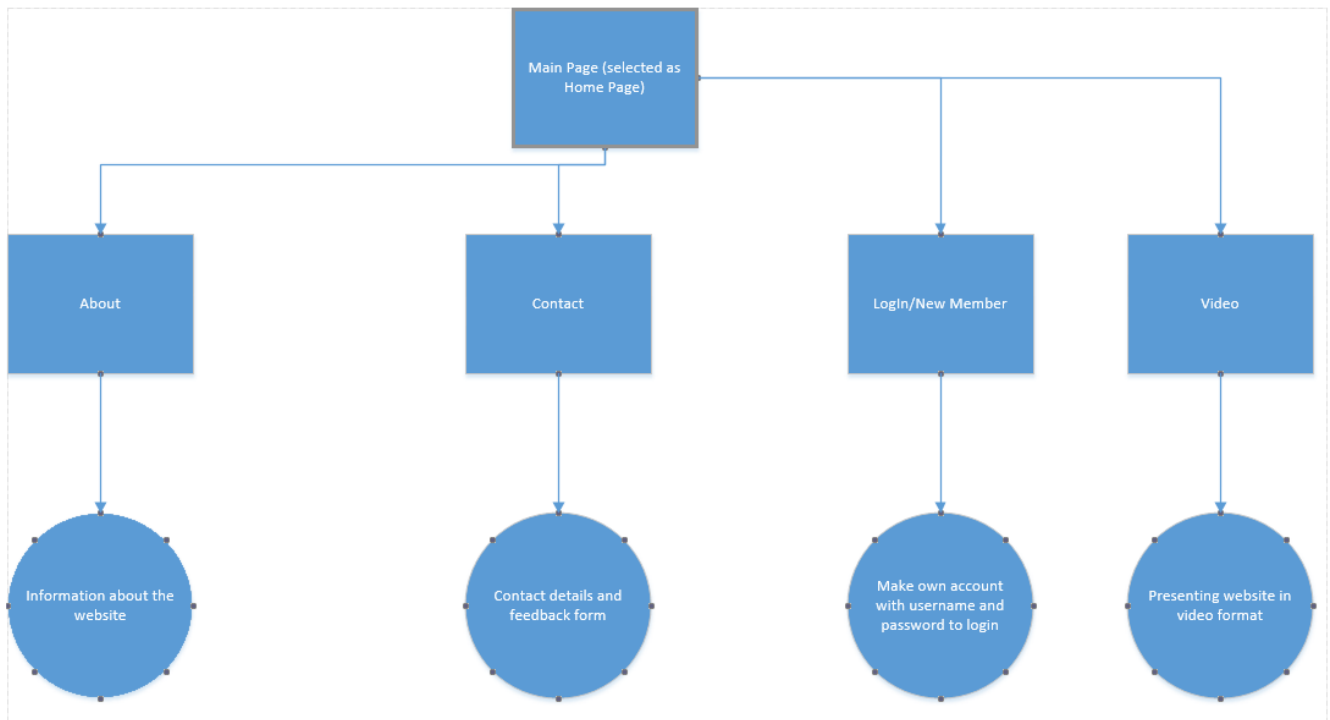 Main Page (selected as
Home Page)
About
Contact
LogIn/New Member
Video
Information about the
website
Contact details and
feedback form
Make own account
with username and
password to login
Presenting website in
video format